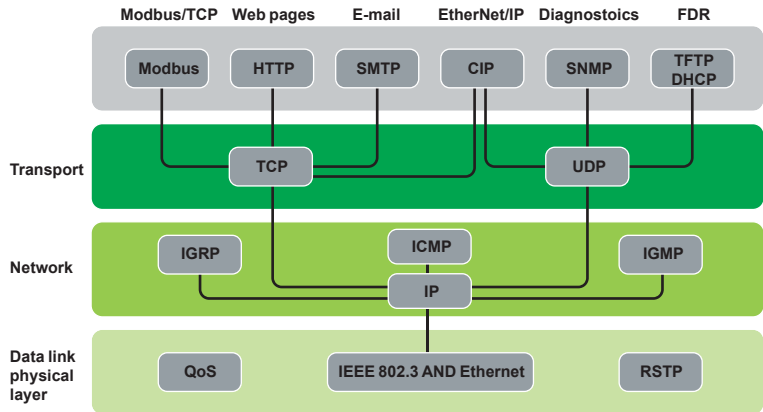 Modbus/TCP Web pages E-mail EtherNet/IP Diagnostoics FDR
Modbus HTTP SMTP CIP SNMP TFTP
DHCP
Transport TCP UDP
Network IGRP ICMP IGMP
IP
Data link
physical
layer
QoS IEEE 802.3 AND Ethernet RSTP